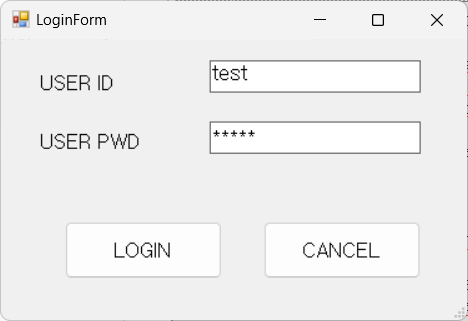 LoginForm
USER ID
test
USER PWD
*****
LOGIN
CANCEL